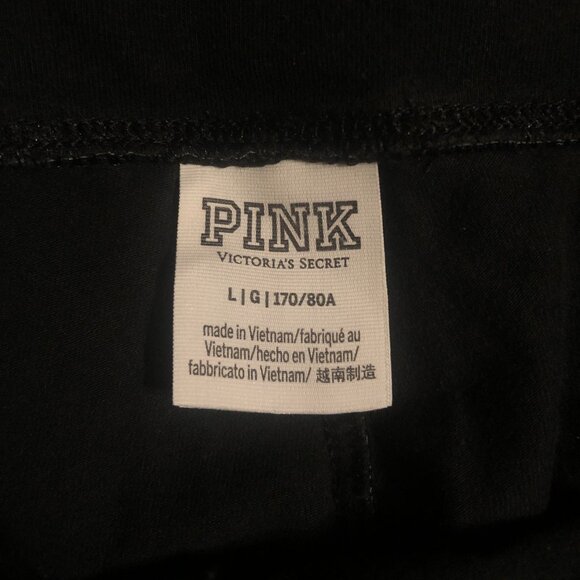 PINK
VICTORIA'S SECRET
L|G|170/80A
made in Vietnam/fabriqué au
Vietnam/hecho en Vietnam/
fabbricato in Vietnam/ 越南制造